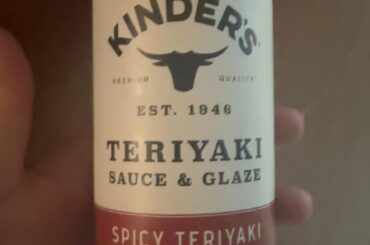 KINDER'S
PREMIUM QUALITY
EST. 1946
TERIYAKI
SAUCE & GLAZE
SPICY TERIYAKI